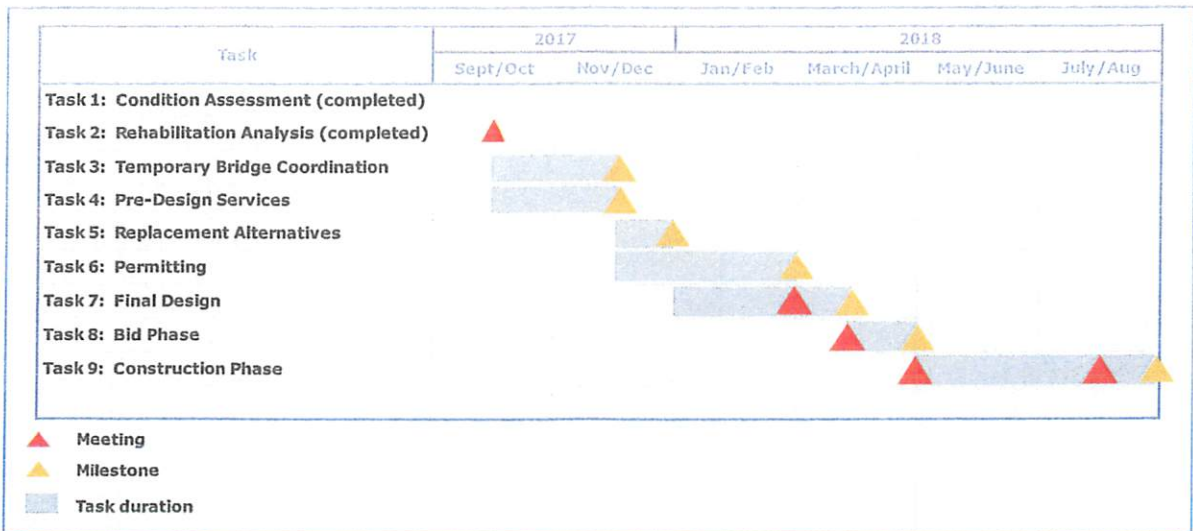 Task
2017
2018
Sept/Oct Nov/Dec Jan/Feb March/April May/June July/Aug
Task 1: Condition Assessment (completed)
Task 2: Rehabilitation Analysis (completed)
Task 3: Temporary Bridge Coordination
Task 4: Pre-Design Services
Task 5: Replacement Alternatives
Task 6: Permitting
Task 7: Final Design
Task 8: Bid Phase
Task 9: Construction Phase
Meeting
Milestone
Task duration